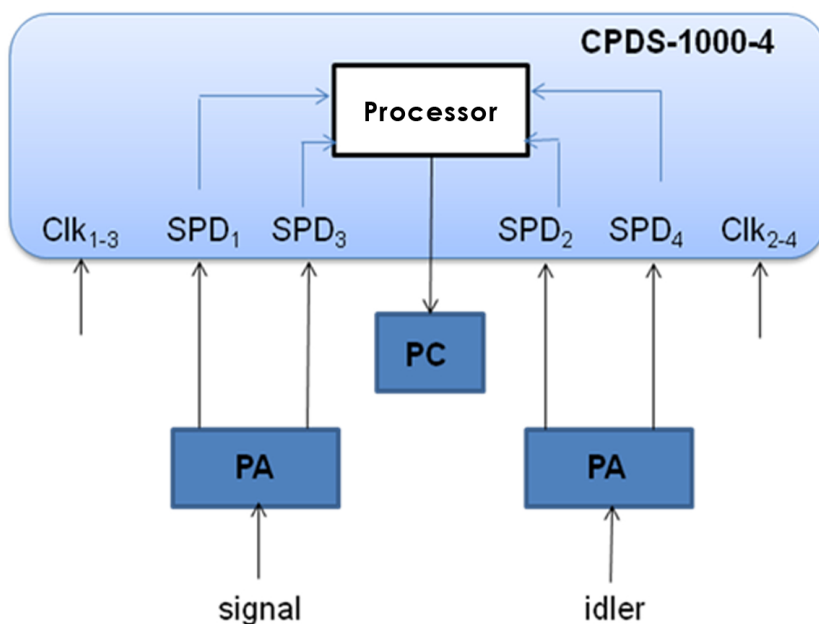 CPDS-1000-4
Processor
Clk₁₋₃ SPD₁ SPD₃ SPD₂ SPD₄ Clk₂₋₄
PC
PA PA
signal idler